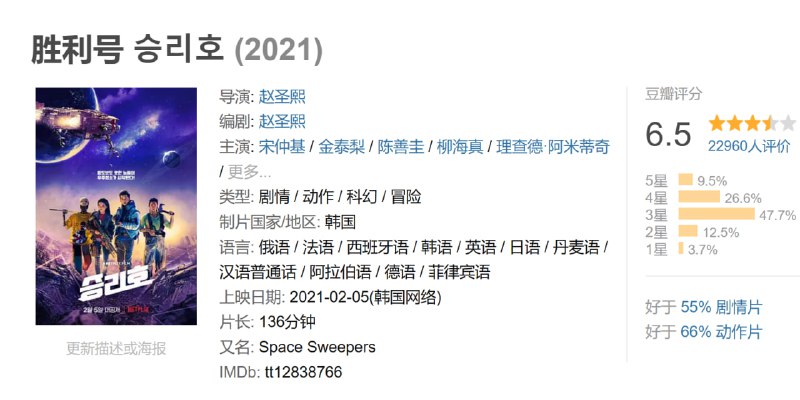 胜利号 승리호 (2021)
导演: 赵圣熙
编剧: 赵圣熙
主演: 宋仲基 / 金泰梨 / 陈善圭 / 柳海真 / 理查德·阿米蒂奇
/ 更多...
类型: 剧情 / 动作 / 科幻 / 冒险
制片国家/地区: 韩国
语言: 俄语 / 法语 / 西班牙语 / 韩语 / 英语 / 日语 / 丹麦语 /
汉语普通话 / 阿拉伯语 / 德语 / 菲律宾语
上映日期: 2021-02-05(韩国网络)
片长: 136分钟
又名: Space Sweepers
IMDb: tt12838766
승리호
更新描述或海报
豆瓣评分
6.5
22960人评价
5星 9.5%
4星 26.6%
3星 47.7%
2星 12.5%
1星 3.7%
好于 55% 剧情片
好于 66% 动作片